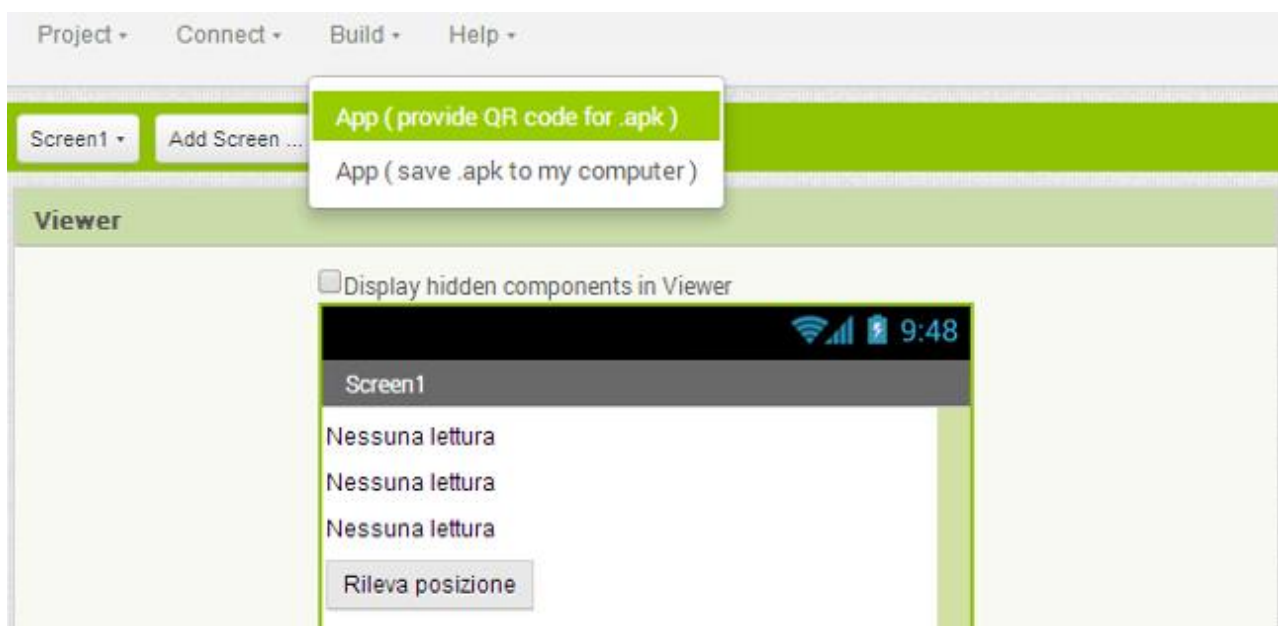 Project Connect Build Help
App ( provide QR code for .apk )
Screen1 Add Screen ...
App ( save .apk to my computer )
Viewer
Display hidden components in Viewer
9:48
Screen1
Nessuna lettura
Nessuna lettura
Nessuna lettura
Rileva posizione